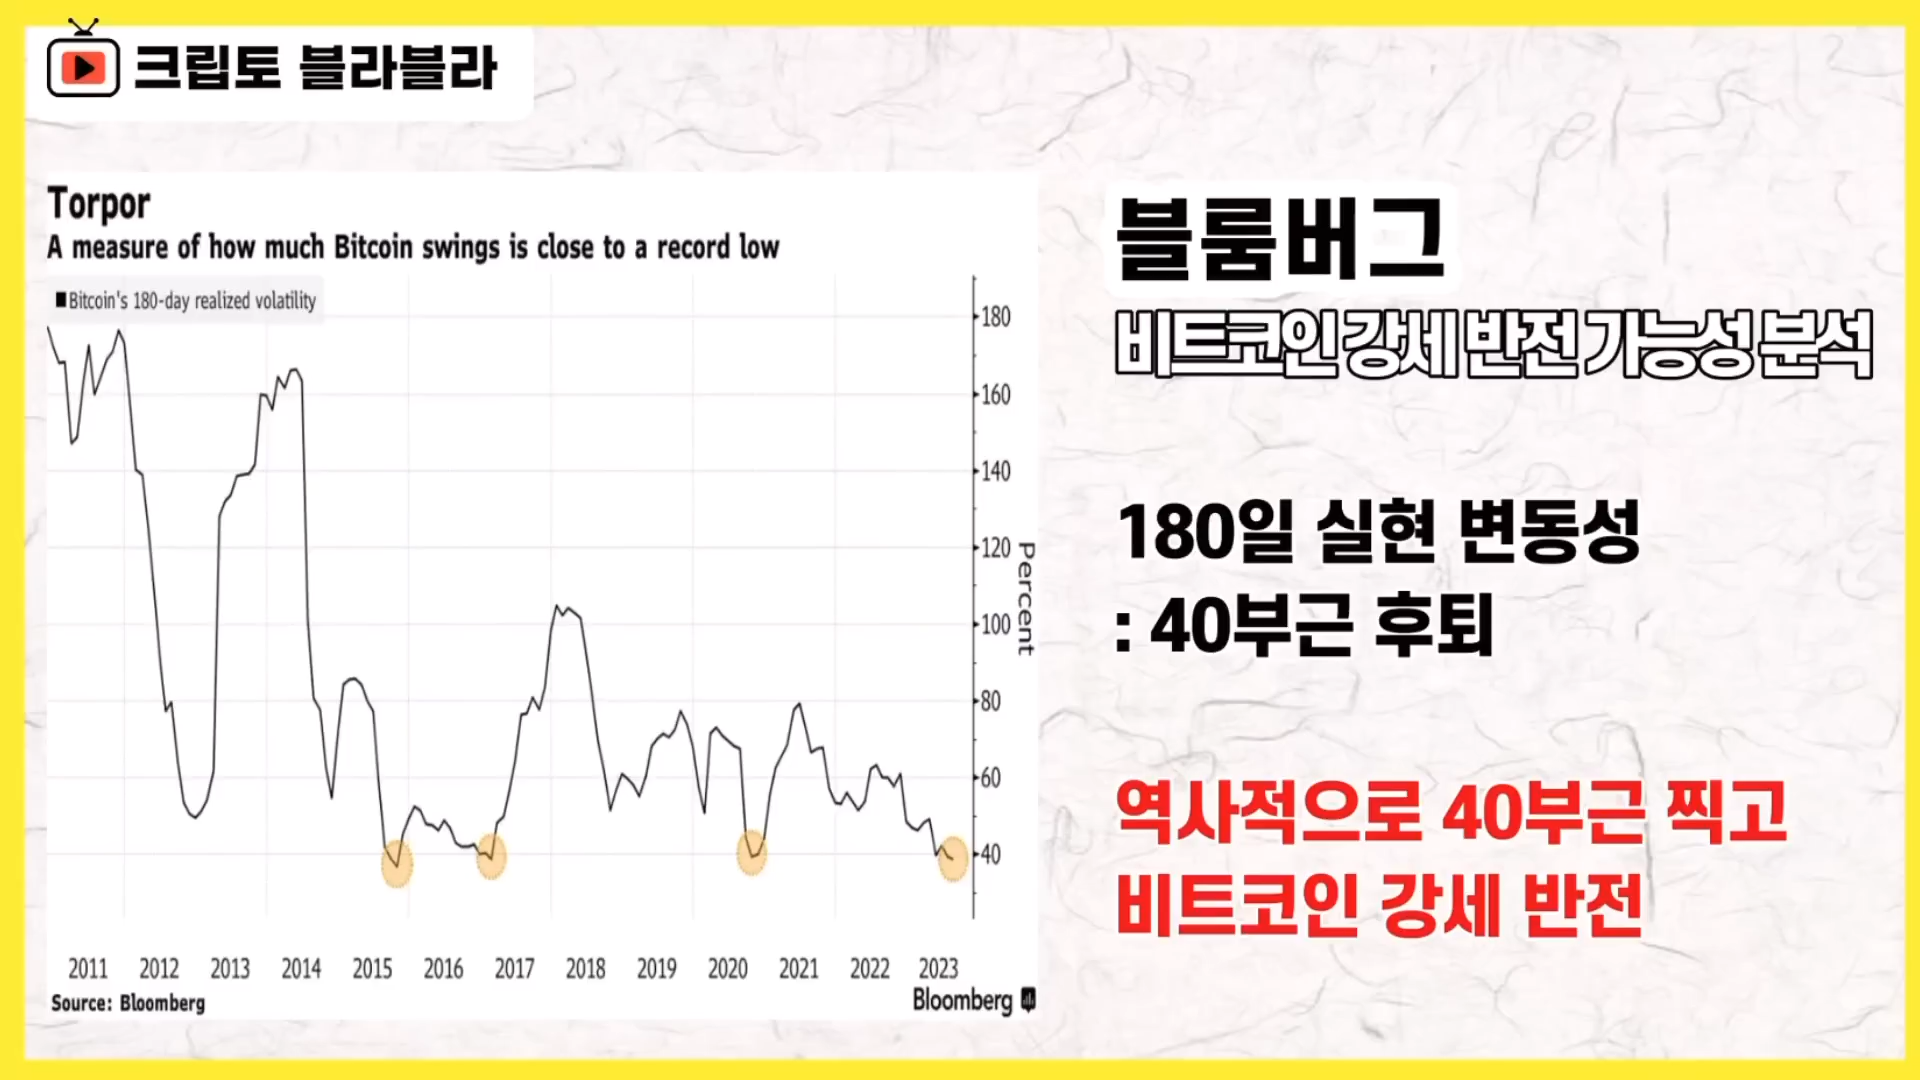 크립토 블라블라
Torpor
A measure of how much Bitcoin swings is close to a record low
Bitcoin's 180-day realized volatility
180
160
140
120
100
80
60
40
Percent
2011 2012 2013 2014 2015 2016 2017 2018 2019 2020 2021 2022 2023
Source: Bloomberg
Bloomberg
블룸버그
비트코인 강세 반전 가능성 분석
180일 실현 변동성
: 40부근 후퇴
역사적으로 40부근 찍고
비트코인 강세 반전